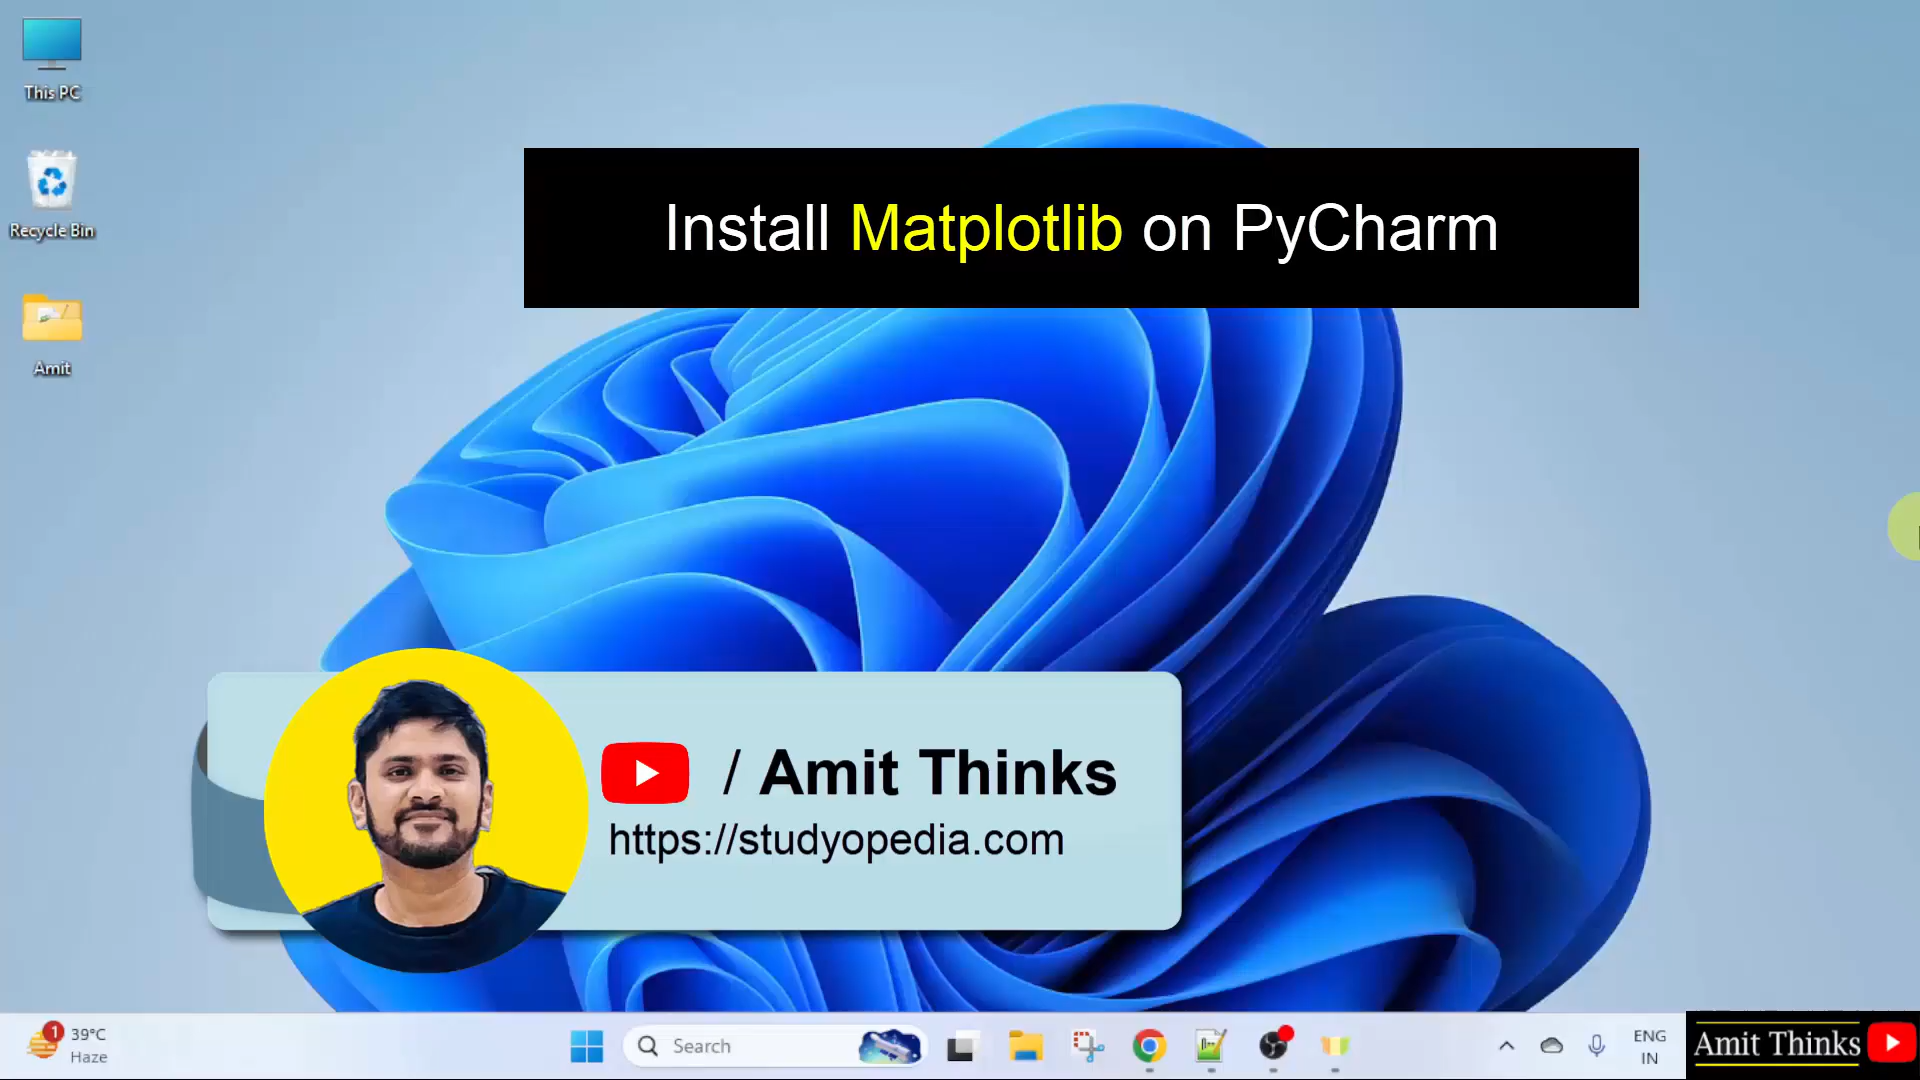 This PC
Recycle Bin
Amit
Install Matplotlib on PyCharm
/ Amit Thinks
https://studyopedia.com
1
39°C
Haze
Search
ENG
IN
Amit Thinks